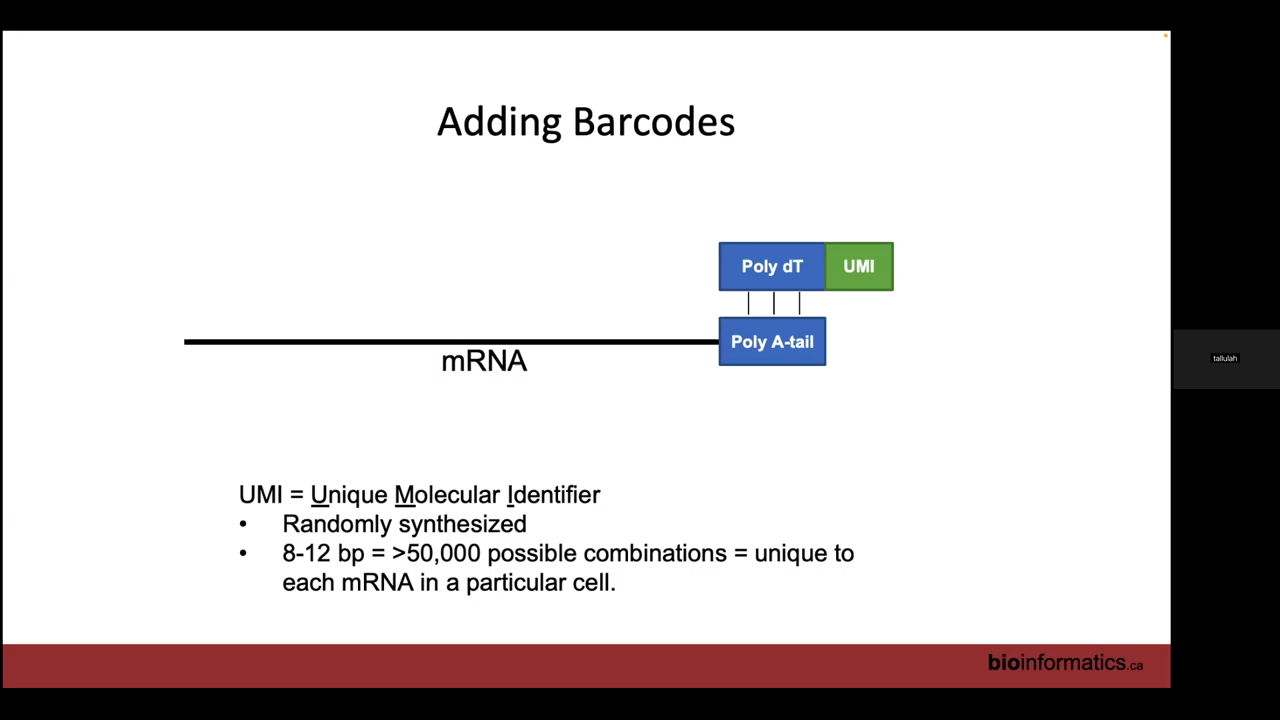 Adding Barcodes
Poly dT
UMI
Poly A-tail
mRNA
tallulah
UMI = Unique Molecular Identifier
• Randomly synthesized
• 8-12 bp = >50,000 possible combinations = unique to
each mRNA in a particular cell.
bioinformatics.ca